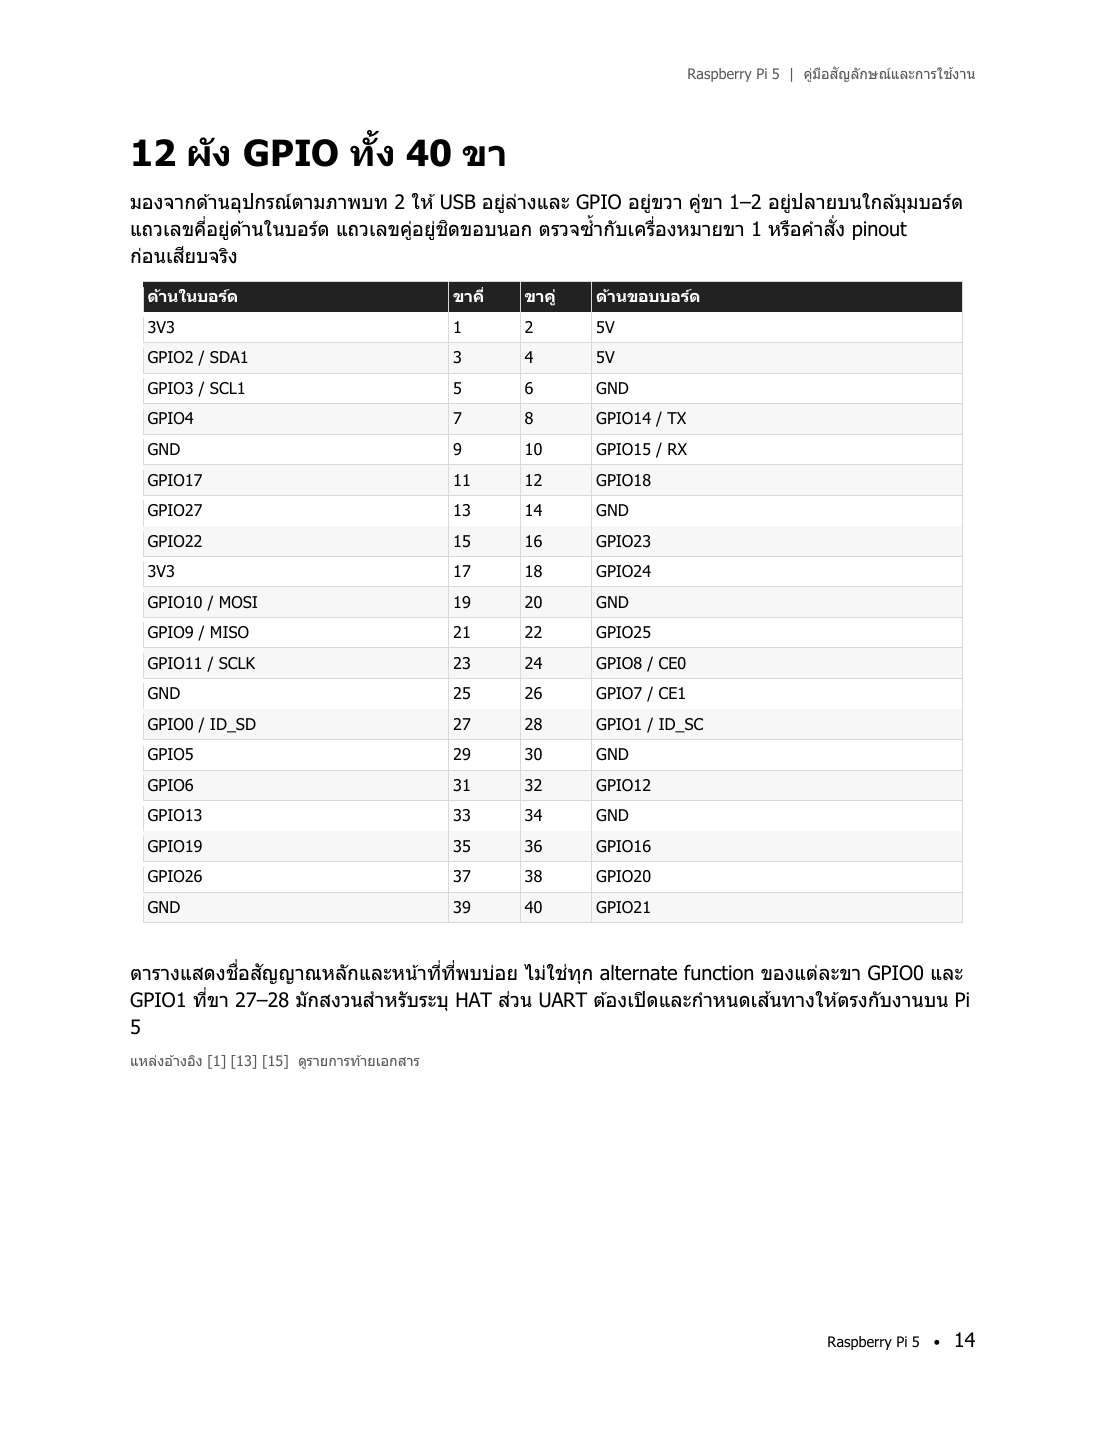 Raspberry Pi 5 | คู่มือสัญลักษณ์และการใช้งาน
12 ผัง GPIO ทั้ง 40 ขา
มองจากด้านอุปกรณ์ตามภาพบท 2 ให้ USB อยู่ล่างและ GPIO อยู่ขวา คู่ขา 1–2 อยู่ปลายบนใกล้มุมบอร์ด
แถวเลขคี่อยู่ด้านในบอร์ด แถวเลขคู่อยู่ชิดขอบนอก ตรวจซ้ำกับเครื่องหมายขา 1 หรือคำสั่ง pinout
ก่อนเสียบจริง
ด้านในบอร์ด ขาคี่ ขาคู่ ด้านขอบบอร์ด
3V3 1 2 5V
GPIO2 / SDA1 3 4 5V
GPIO3 / SCL1 5 6 GND
GPIO4 7 8 GPIO14 / TX
GND 9 10 GPIO15 / RX
GPIO17 11 12 GPIO18
GPIO27 13 14 GND
GPIO22 15 16 GPIO23
3V3 17 18 GPIO24
GPIO10 / MOSI 19 20 GND
GPIO9 / MISO 21 22 GPIO25
GPIO11 / SCLK 23 24 GPIO8 / CE0
GND 25 26 GPIO7 / CE1
GPIO0 / ID_SD 27 28 GPIO1 / ID_SC
GPIO5 29 30 GND
GPIO6 31 32 GPIO12
GPIO13 33 34 GND
GPIO19 35 36 GPIO16
GPIO26 37 38 GPIO20
GND 39 40 GPIO21
ตารางแสดงชื่อสัญญาณหลักและหน้าที่ที่พบบ่อย ไม่ใช่ทุก alternate function ของแต่ละขา GPIO0 และ
GPIO1 ที่ขา 27–28 มักสงวนสำหรับระบุ HAT ส่วน UART ต้องเปิดและกำหนดเส้นทางให้ตรงกับงานบน Pi
5
แหล่งอ้างอิง [1] [13] [15] ดูรายการท้ายเอกสาร
Raspberry Pi 5 • 14